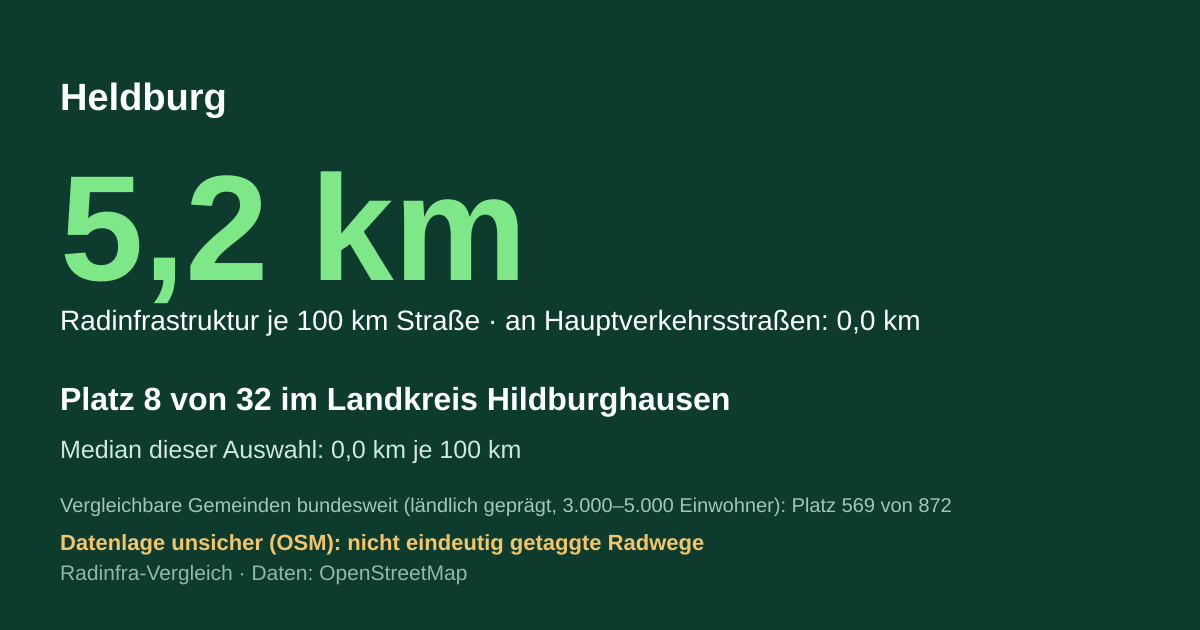 Heldburg
5,2 km
Radinfrastruktur je 100 km Straße · an Hauptverkehrsstraßen: 0,0 km
Platz 8 von 32 im Landkreis Hildburghausen
Median dieser Auswahl: 0,0 km je 100 km
Vergleichbare Gemeinden bundesweit (ländlich geprägt, 3.000–5.000 Einwohner): Platz 569 von 872
Datenlage unsicher (OSM): nicht eindeutig getaggte Radwege
Radinfra-Vergleich · Daten: OpenStreetMap